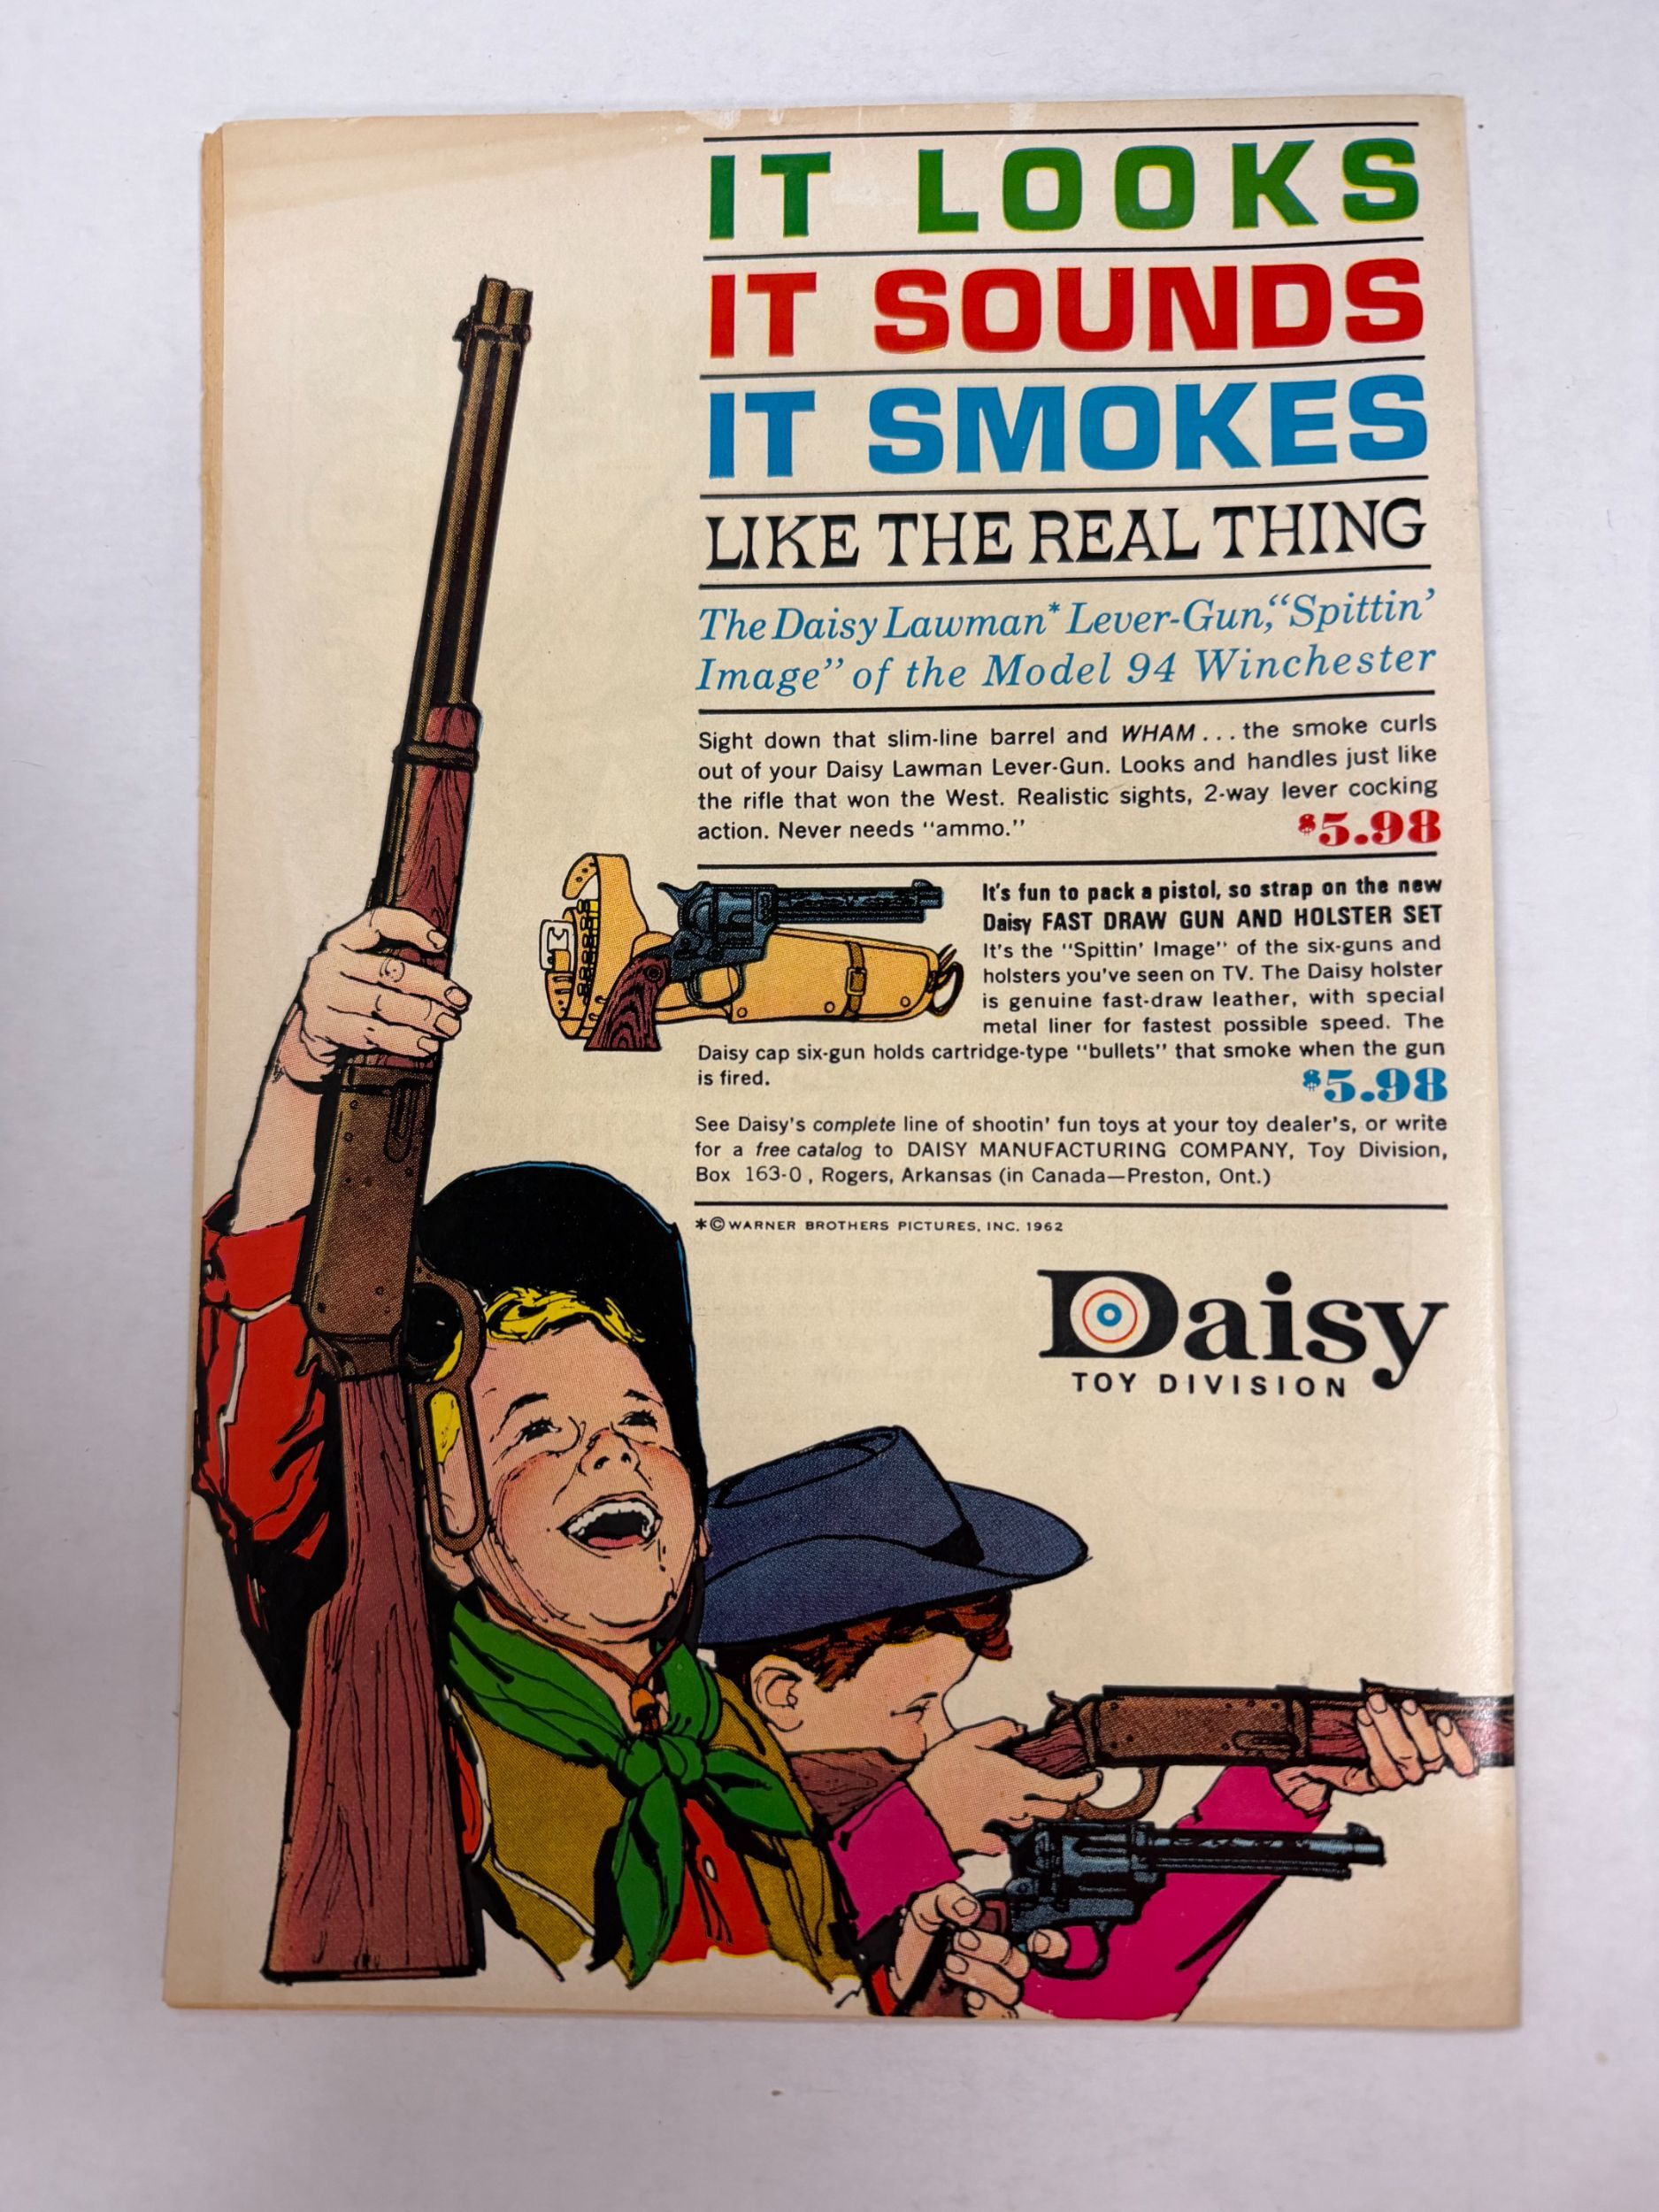 IT LOOKS
IT SOUNDS
IT SMOKES
LIKE THE REAL THING
The Daisy Lawman* Lever-Gun, “Spittin’
Image” of the Model 94 Winchester
Sight down that slim-line barrel and WHAM...the smoke curls
out of your Daisy Lawman Lever-Gun. Looks and handles just like
the rifle that won the West. Realistic sights, 2-way lever cocking
action. Never needs “ammo.”
$5.98
It's fun to pack a pistol, so strap on the new
Daisy FAST DRAW GUN AND HOLSTER SET
It's the “Spittin' Image” of the six-guns and
holsters you've seen on TV. The Daisy holster
is genuine fast-draw leather, with special
metal liner for fastest possible speed. The
Daisy cap six-gun holds cartridge-type “bullets” that smoke when the gun
is fired.
$5.98
See Daisy's complete line of shootin' fun toys at your toy dealer's, or write
for a free catalog to DAISY MANUFACTURING COMPANY, Toy Division,
Box 163-0, Rogers, Arkansas (in Canada—Preston, Ont.)
*©WARNER BROTHERS PICTURES, INC. 1962
Daisy
TOY DIVISION